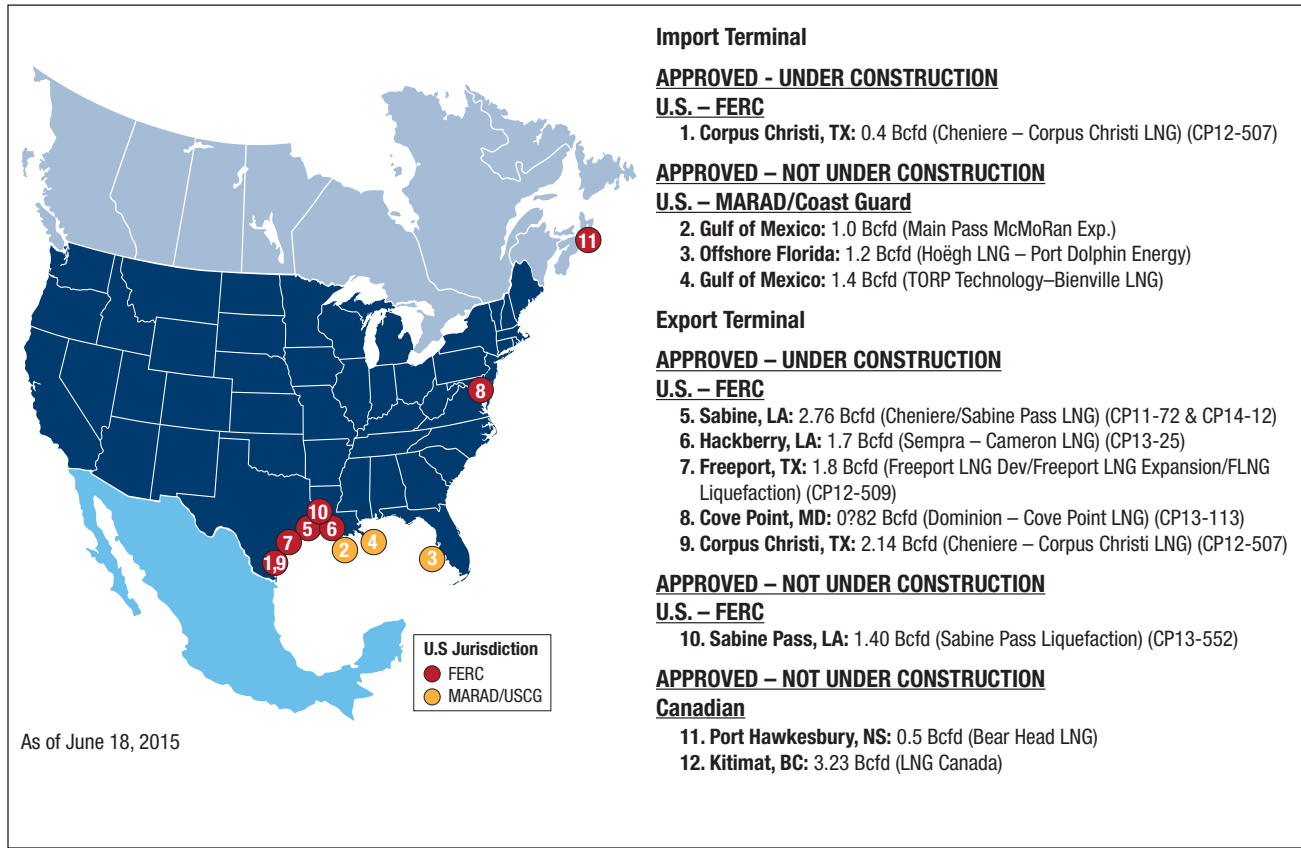 Import Terminal
APPROVED - UNDER CONSTRUCTION
U.S. – FERC
1. Corpus Christi, TX: 0.4 Bcfd (Cheniere – Corpus Christi LNG) (CP12-507)
APPROVED – NOT UNDER CONSTRUCTION
U.S. – MARAD/Coast Guard
2. Gulf of Mexico: 1.0 Bcfd (Main Pass McMoRan Exp.)
3. Offshore Florida: 1.2 Bcfd (Hoëgh LNG – Port Dolphin Energy)
4. Gulf of Mexico: 1.4 Bcfd (TORP Technology–Bienville LNG)
Export Terminal
APPROVED – UNDER CONSTRUCTION
U.S. – FERC
5. Sabine, LA: 2.76 Bcfd (Cheniere/Sabine Pass LNG) (CP11-72 & CP14-12)
6. Hackberry, LA: 1.7 Bcfd (Sempra – Cameron LNG) (CP13-25)
7. Freeport, TX: 1.8 Bcfd (Freeport LNG Dev/Freeport LNG Expansion/FLNG
Liquefaction) (CP12-509)
8. Cove Point, MD: 0?82 Bcfd (Dominion – Cove Point LNG) (CP13-113)
9. Corpus Christi, TX: 2.14 Bcfd (Cheniere – Corpus Christi LNG) (CP12-507)
APPROVED – NOT UNDER CONSTRUCTION
U.S. – FERC
10. Sabine Pass, LA: 1.40 Bcfd (Sabine Pass Liquefaction) (CP13-552)
APPROVED – NOT UNDER CONSTRUCTION
Canadian
11. Port Hawkesbury, NS: 0.5 Bcfd (Bear Head LNG)
12. Kitimat, BC: 3.23 Bcfd (LNG Canada)
11
8
10
5
6
7
2
4
3
1,9
U.S Jurisdiction
FERC
MARAD/USCG
As of June 18, 2015